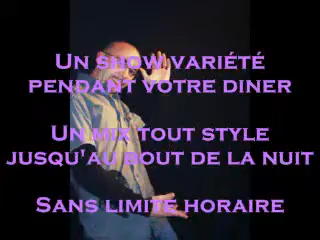 Un show variété
pendant votre diner
Un mix tout style
jusqu'au bout de la nuit
Sans limite horaire